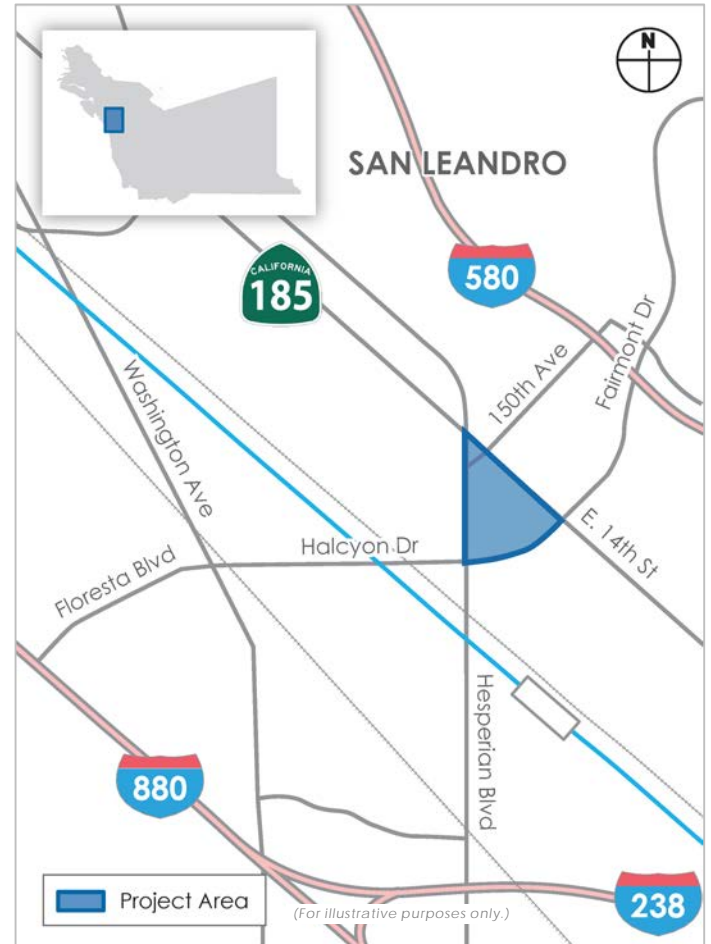 N
SAN LEANDRO
CALIFORNIA
185
580
150th Ave
Fairmont Dr
Washington Ave
E. 14th St
Halcyon Dr
Floresta Blvd
Hesperian Blvd
880
Project Area
(For illustrative purposes only.)
238